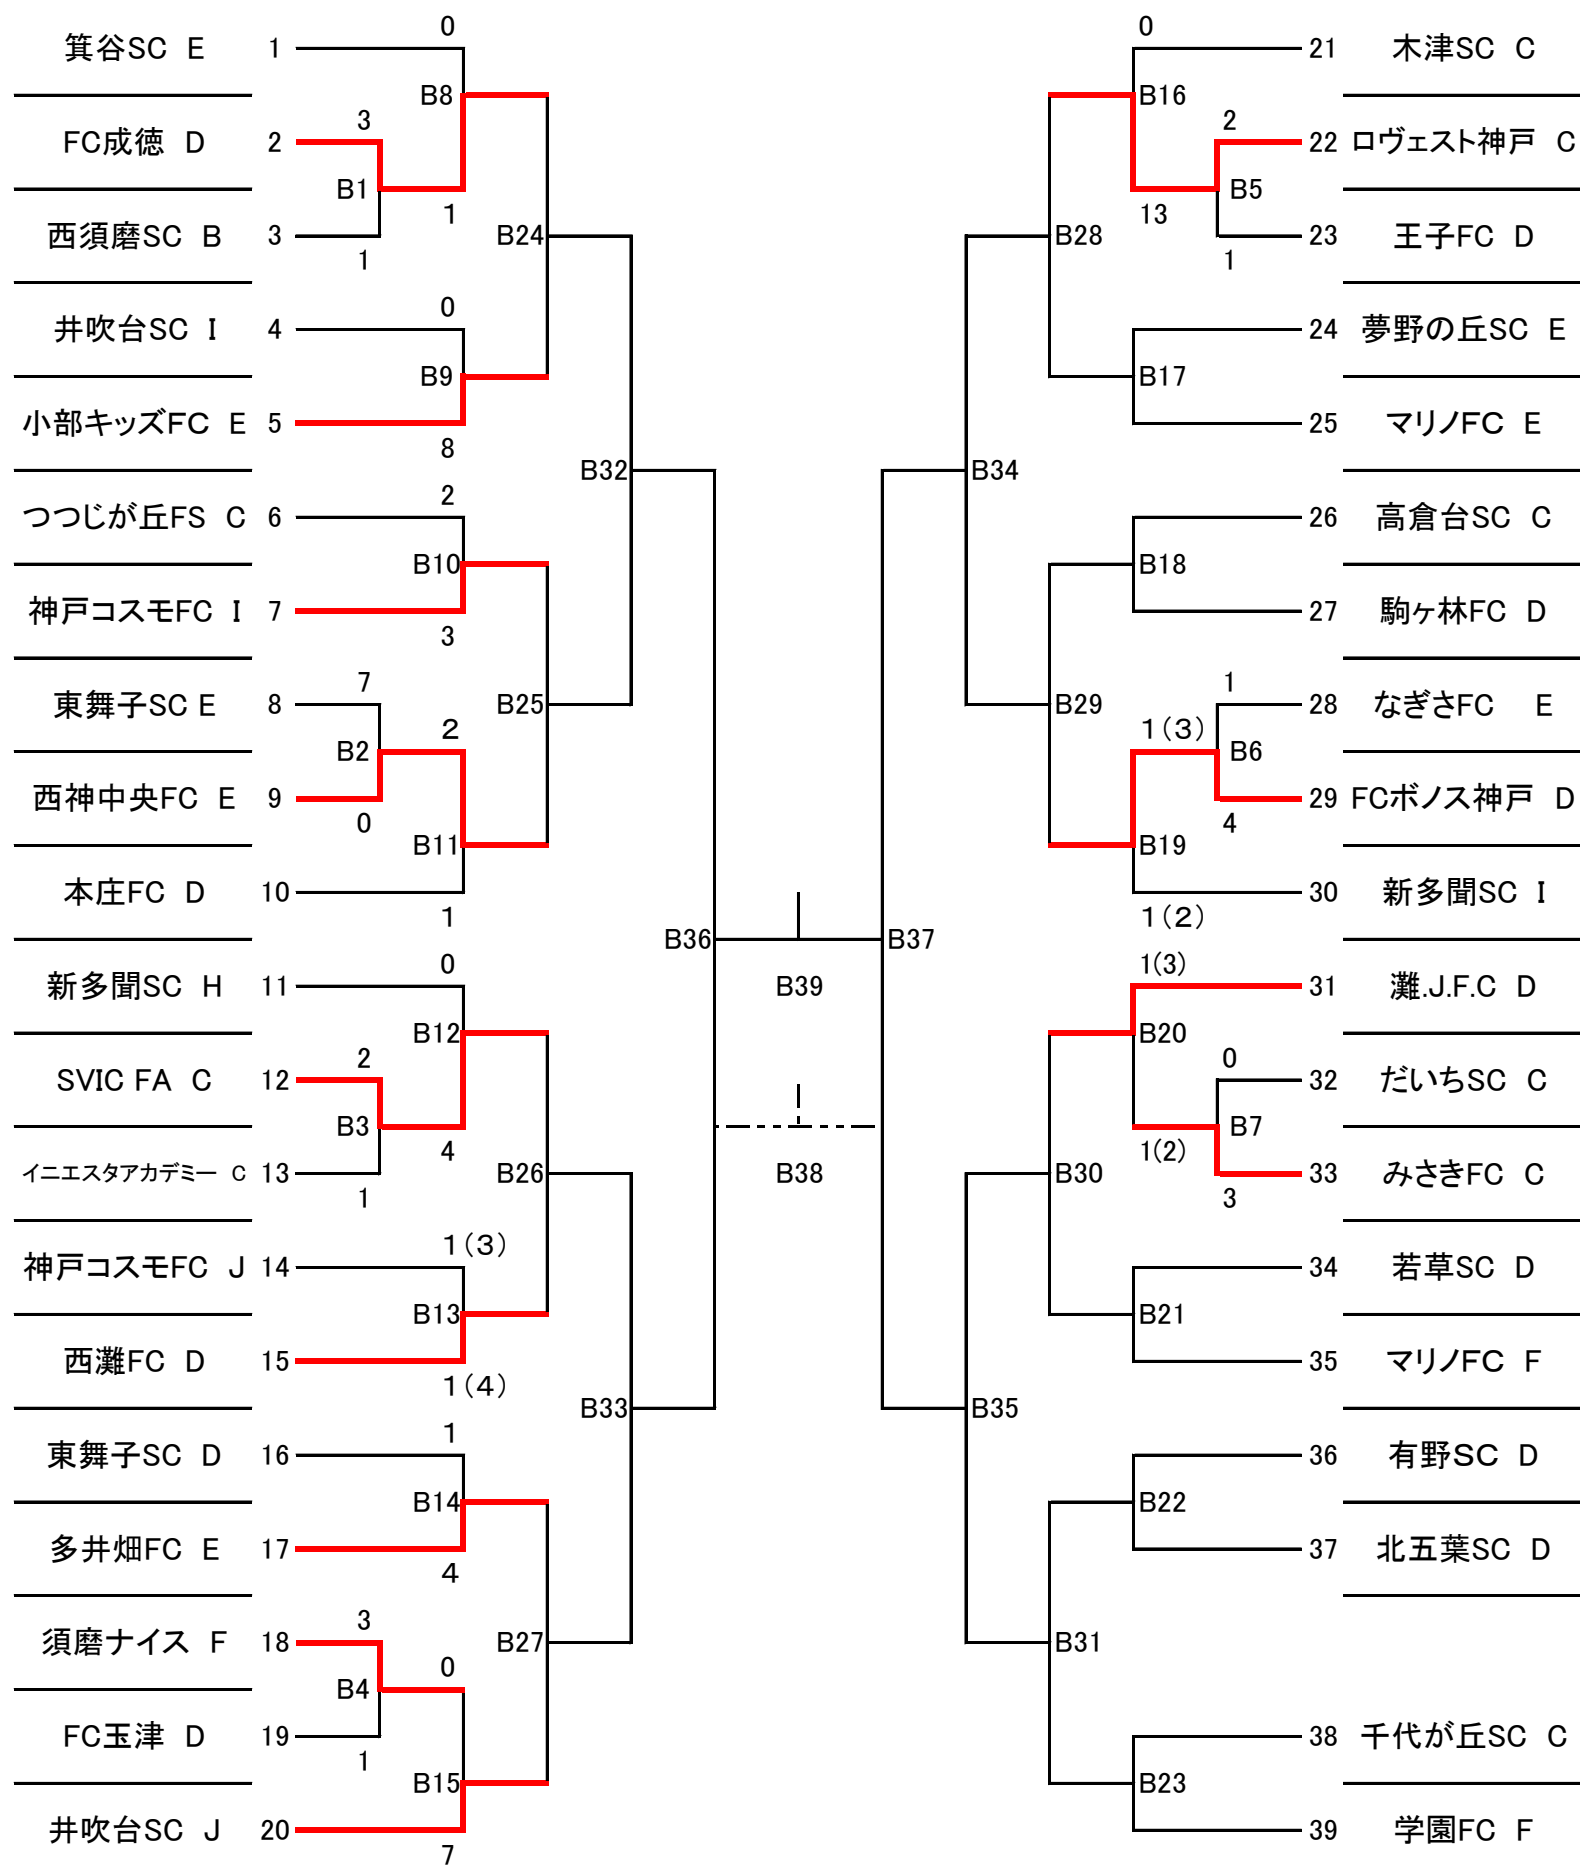 箕谷SC E 1 0
B8
FC成徳 D 2 3
B1 1
西須磨SC B 3 1 B24
井吹台SC I 4 0
B9
小部キッズFC E 5 8
B32
つつじが丘FS C 6 2
B10
神戸コスモFC I 7 3
東舞子SC E 8 7 B25
B2 2
西神中央FC E 9 0
B11
本庄FC D 10 1
B36
新多聞SC H 11 0
B12
SVIC FA C 12 2
B3 4
イニエスタアカデミー C 13 1 B26
神戸コスモFC J 14 1(3)
B13
西灘FC D 15 1(4)
B33
東舞子SC D 16 1
B14
多井畑FC E 17 4
須磨ナイス F 18 3 B27
B4 0
FC玉津 D 19 1
B15
井吹台SC J 20 7
B39
B38
0 21 木津SC C
B16
2 22 ロヴェスト神戸 C
13 B5
B28 1 23 王子FC D
24 夢野の丘SC E
B17
25 マリノFC E
B34
26 高倉台SC C
B18
27 駒ヶ林FC D
B29 1 28 なぎさFC E
1(3) B6
4 29 FCボノス神戸 D
B19
1(2) 30 新多聞SC I
B37
1(3) 31 灘.J.F.C D
B20
0 32 だいちSC C
1(2) B7
B30 3 33 みさきFC C
34 若草SC D
B21
35 マリノFC F
B35
36 有野SC D
B22
37 北五葉SC D
B31
38 千代が丘SC C
B23
39 学園FC F